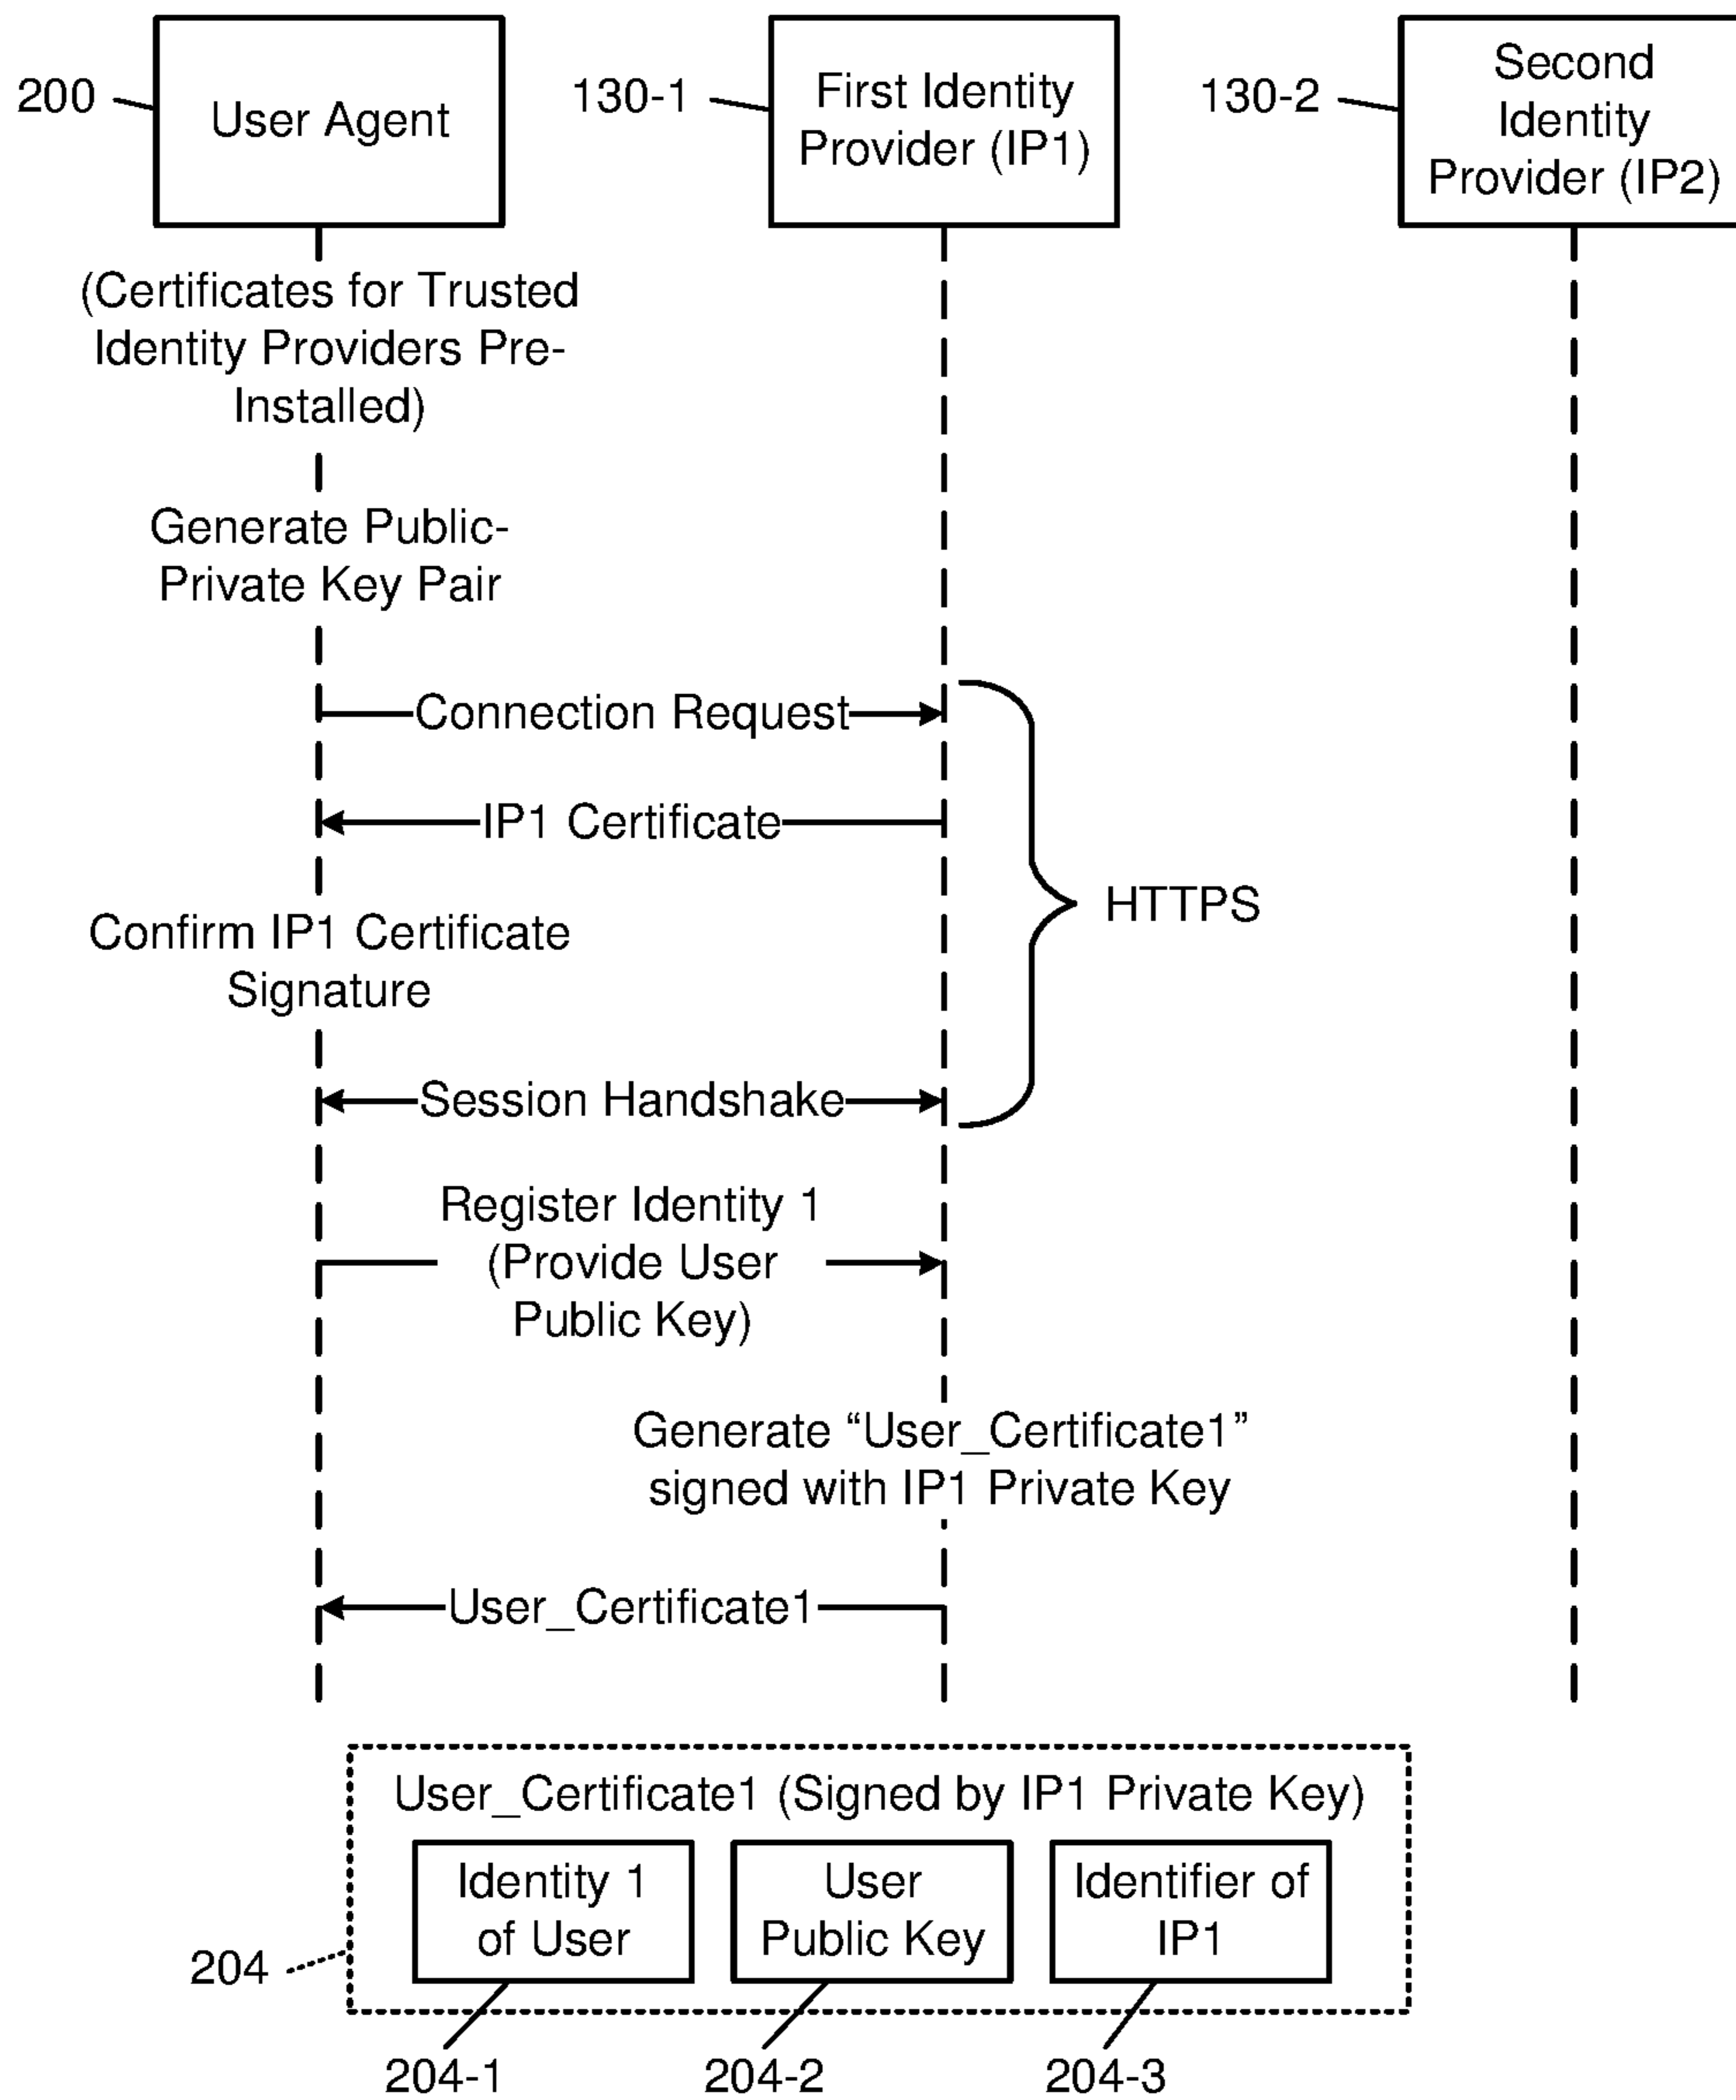 200
User Agent
130-1
First Identity
Provider (IP1)
130-2
Second
Identity
Provider (IP2)
(Certificates for Trusted
Identity Providers Pre-
Installed)
Generate Public-
Private Key Pair
Connection Request
IP1 Certificate
HTTPS
Confirm IP1 Certificate
Signature
Session Handshake
Register Identity 1
(Provide User
Public Key)
Generate “User_Certificate1”
signed with IP1 Private Key
User_Certificate1
User_Certificate1 (Signed by IP1 Private Key)
Identity 1
of User
User
Public Key
Identifier of
IP1
204
204-1
204-2
204-3